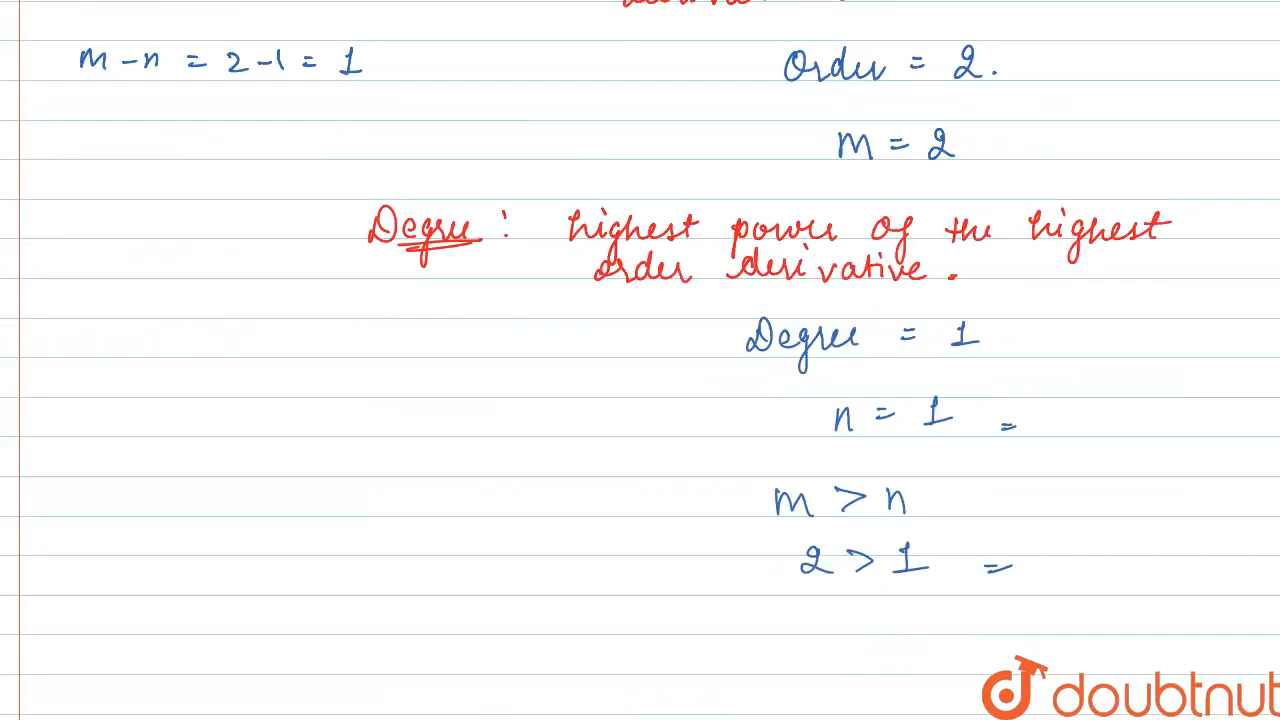 m - n = 2 - 1 = 1
Order = 2.
m = 2
Degree : highest power of the highest
order derivative.
Degree = 1
n = 1 =
m > n
2 > 1 =
doubtnut